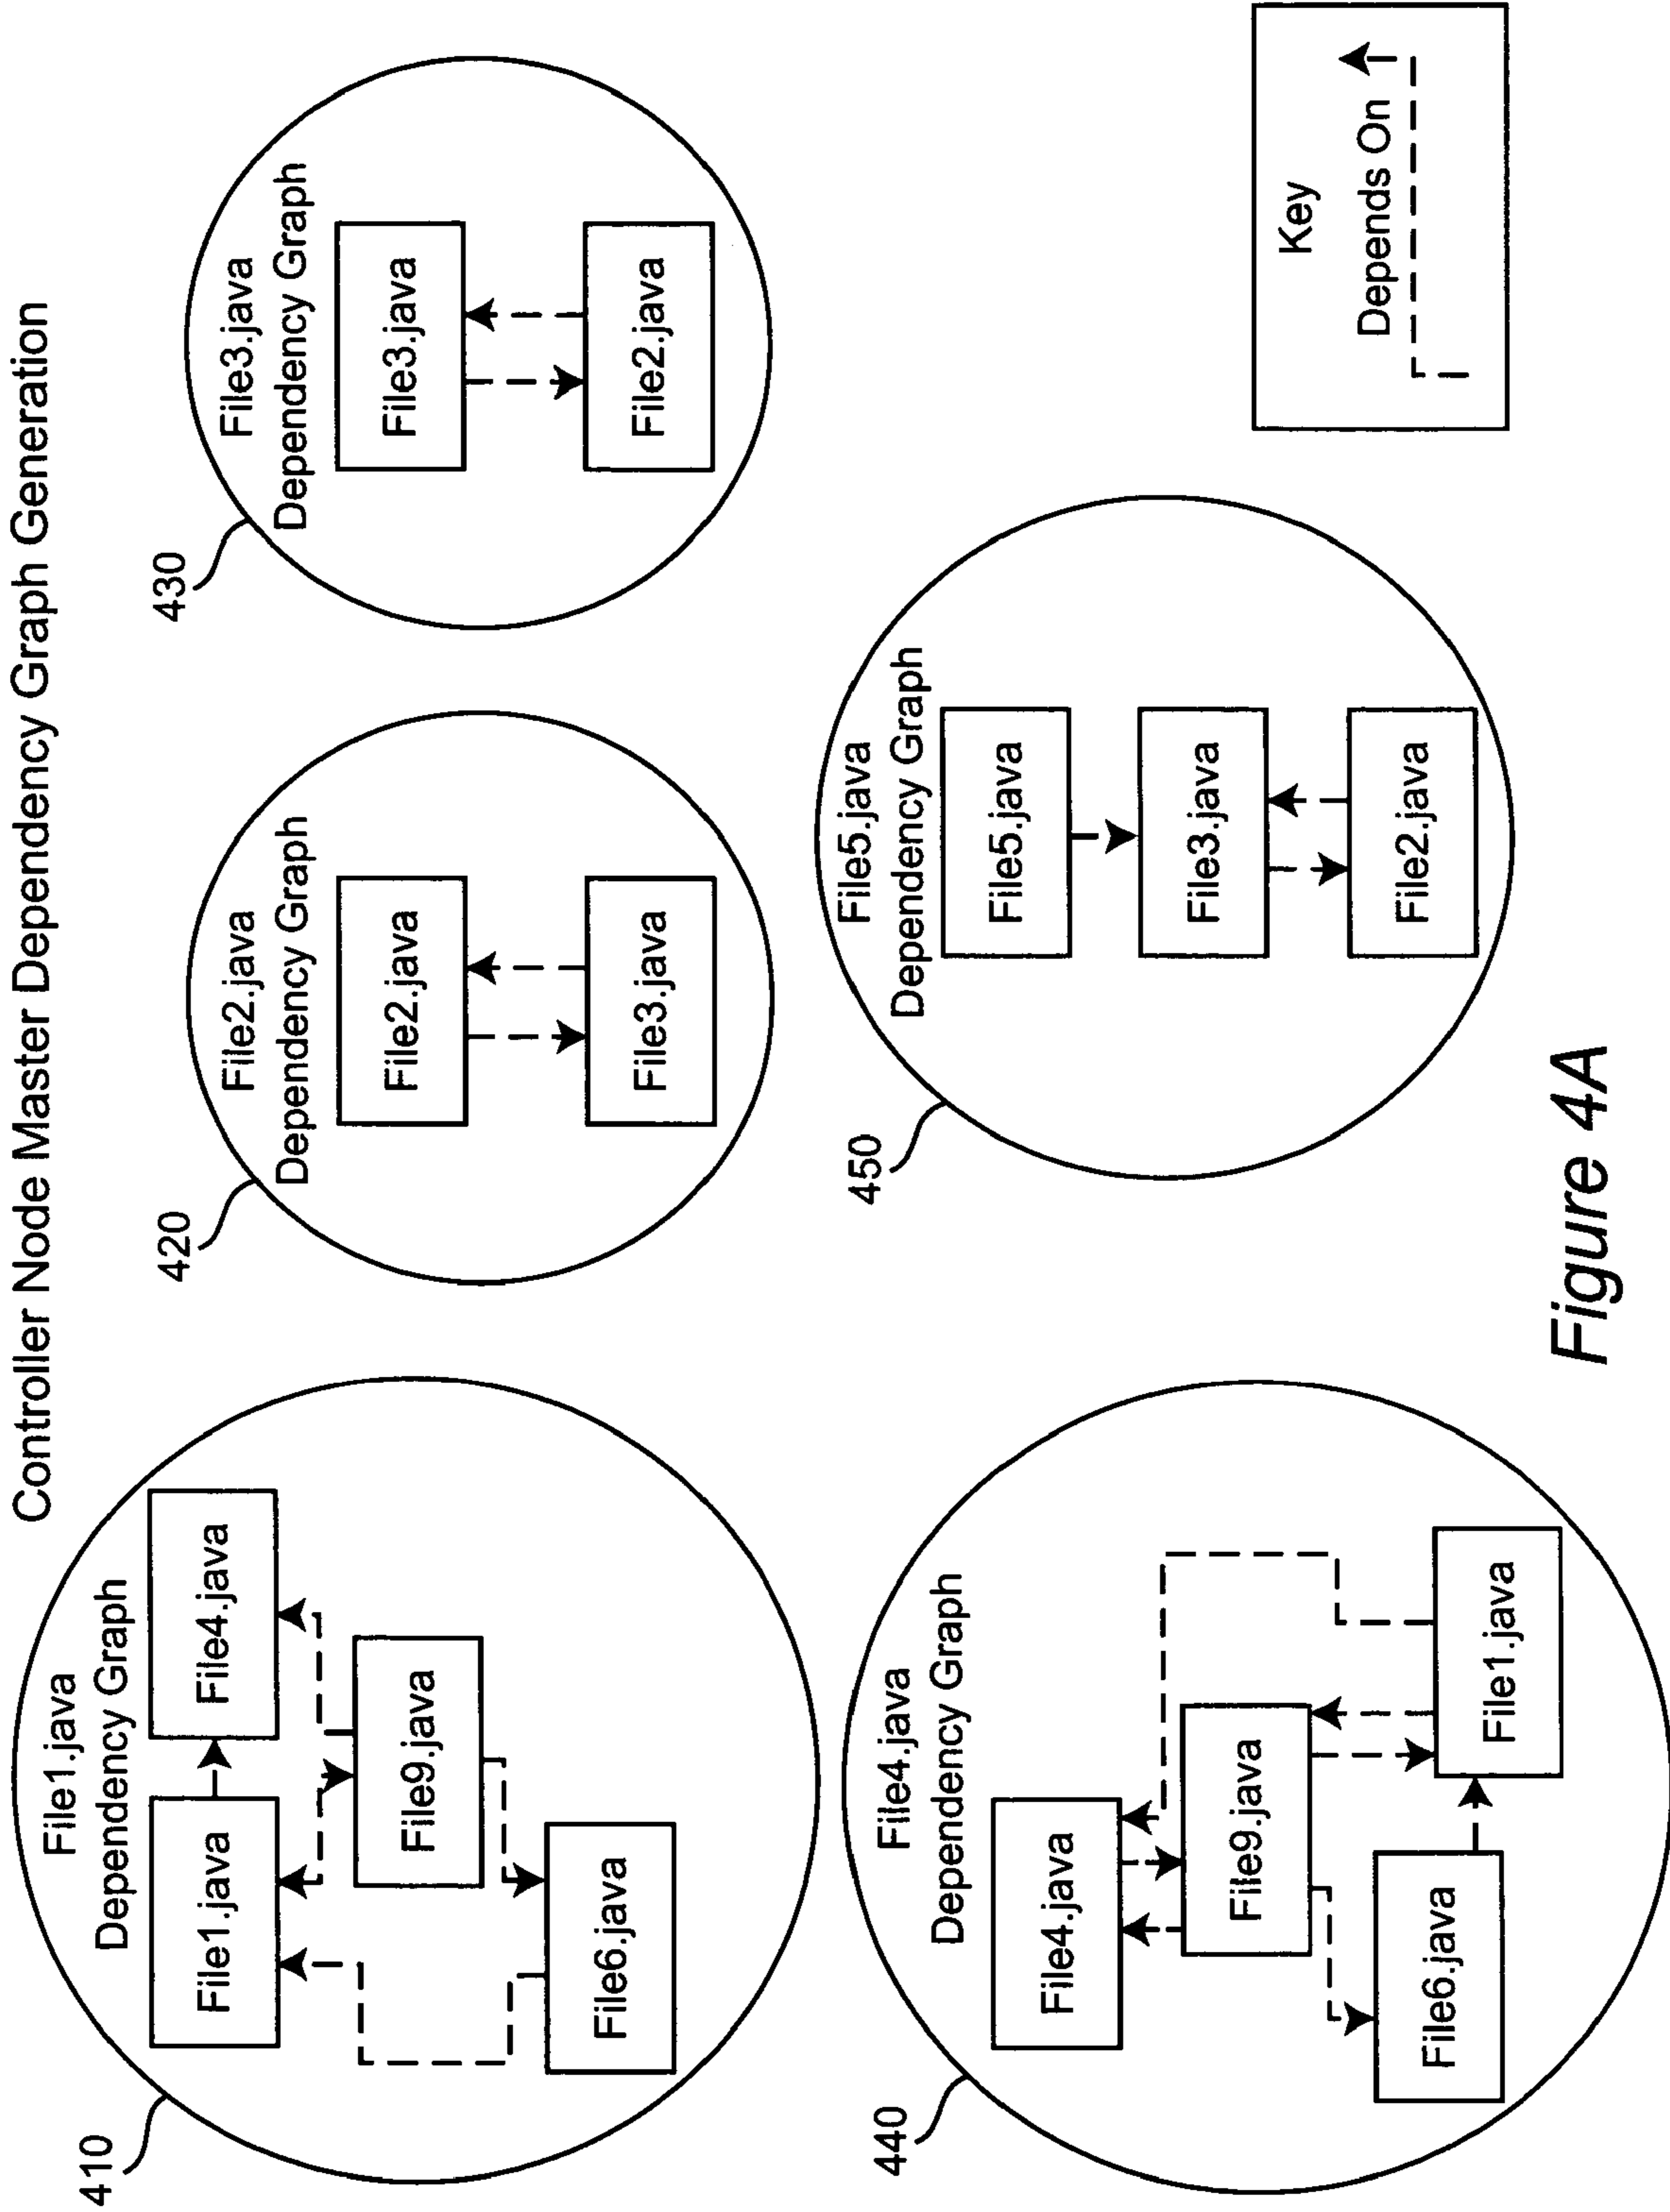 Controller Node Master Dependency Graph Generation
410
File1.java
Dependency Graph
File1.java
File4.java
File9.java
File6.java
420
File2.java
Dependency Graph
File2.java
File3.java
430
File3.java
Dependency Graph
File3.java
File2.java
440
File4.java
Dependency Graph
File4.java
File9.java
File6.java
File1.java
450
File5.java
Dependency Graph
File5.java
File3.java
File2.java
Key
Depends On
Figure 4A